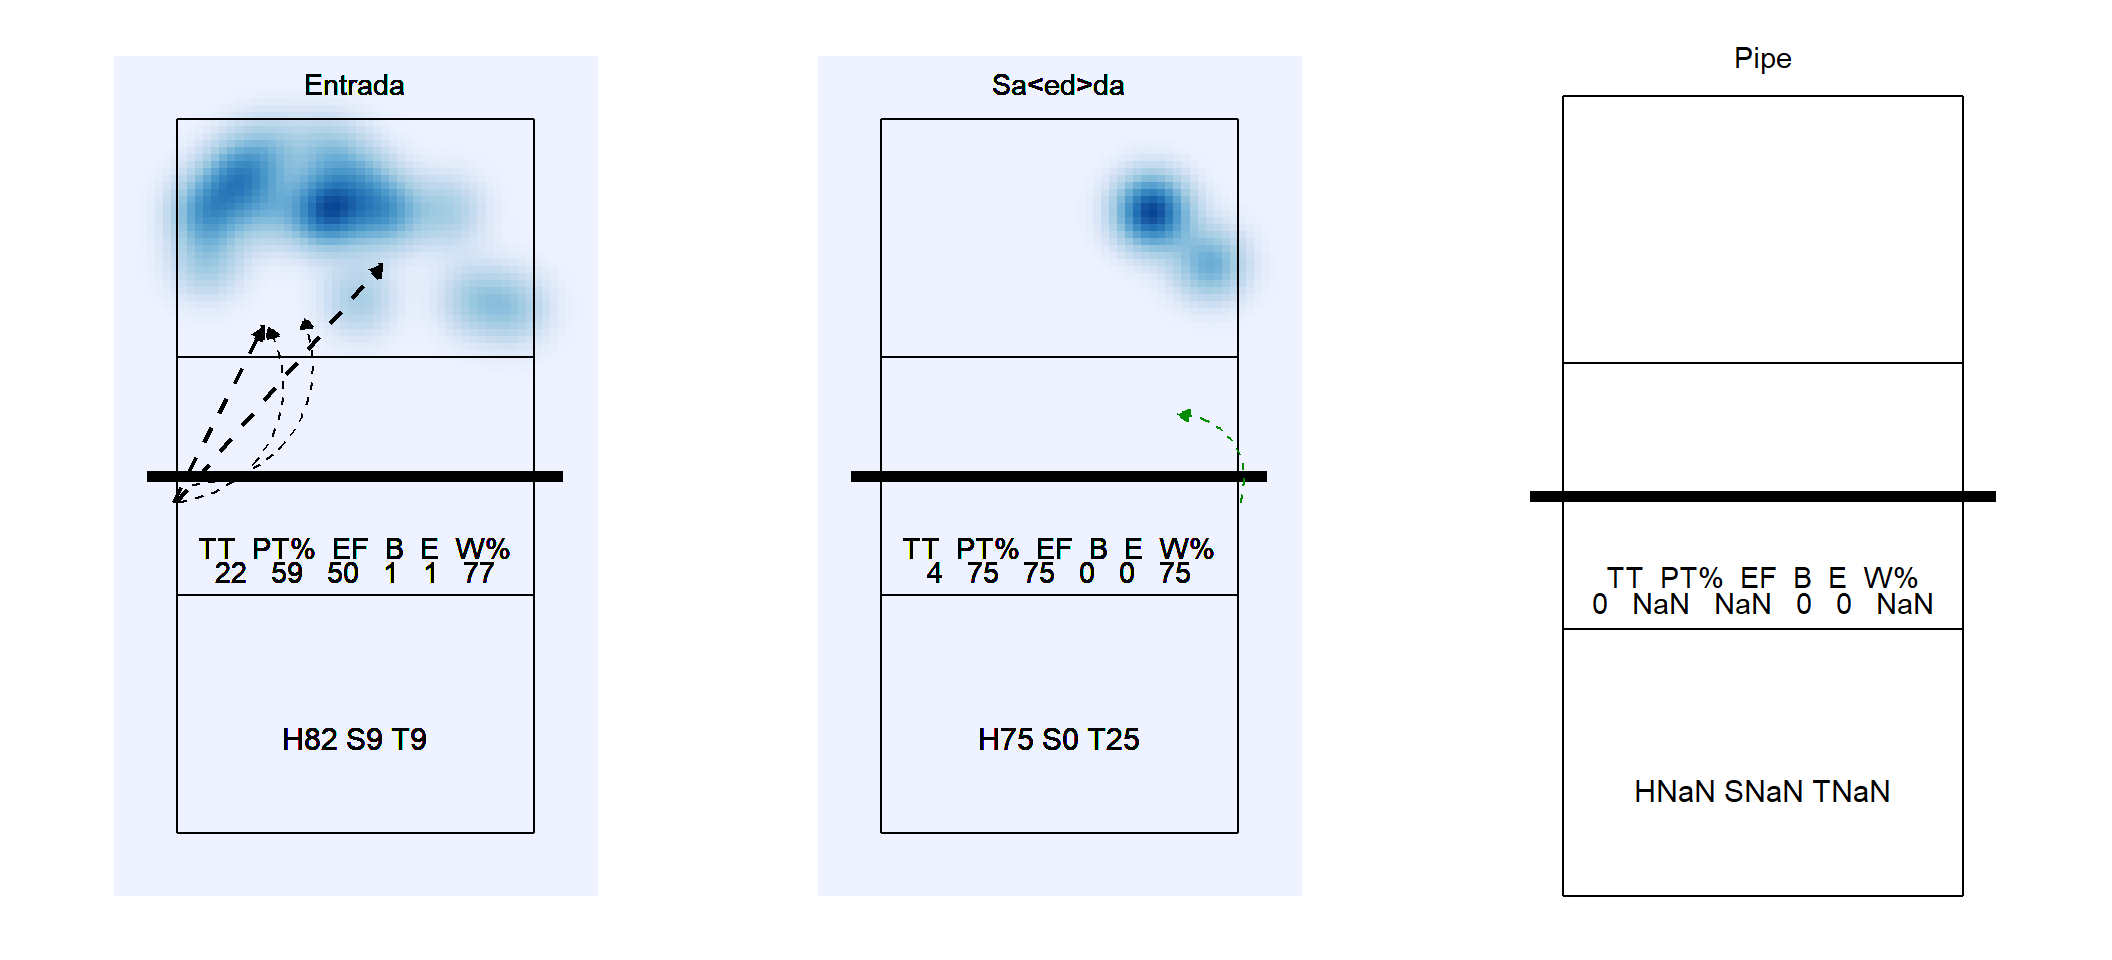 Entrada
TT PT% EF B E W%
22 59 50 1 1 77
H82 S9 T9
Sa<ed>da
TT PT% EF B E W%
4 75 75 0 0 75
H75 S0 T25
Pipe
TT PT% EF B E W%
0 NaN NaN 0 0 NaN
HNaN SNaN TNaN